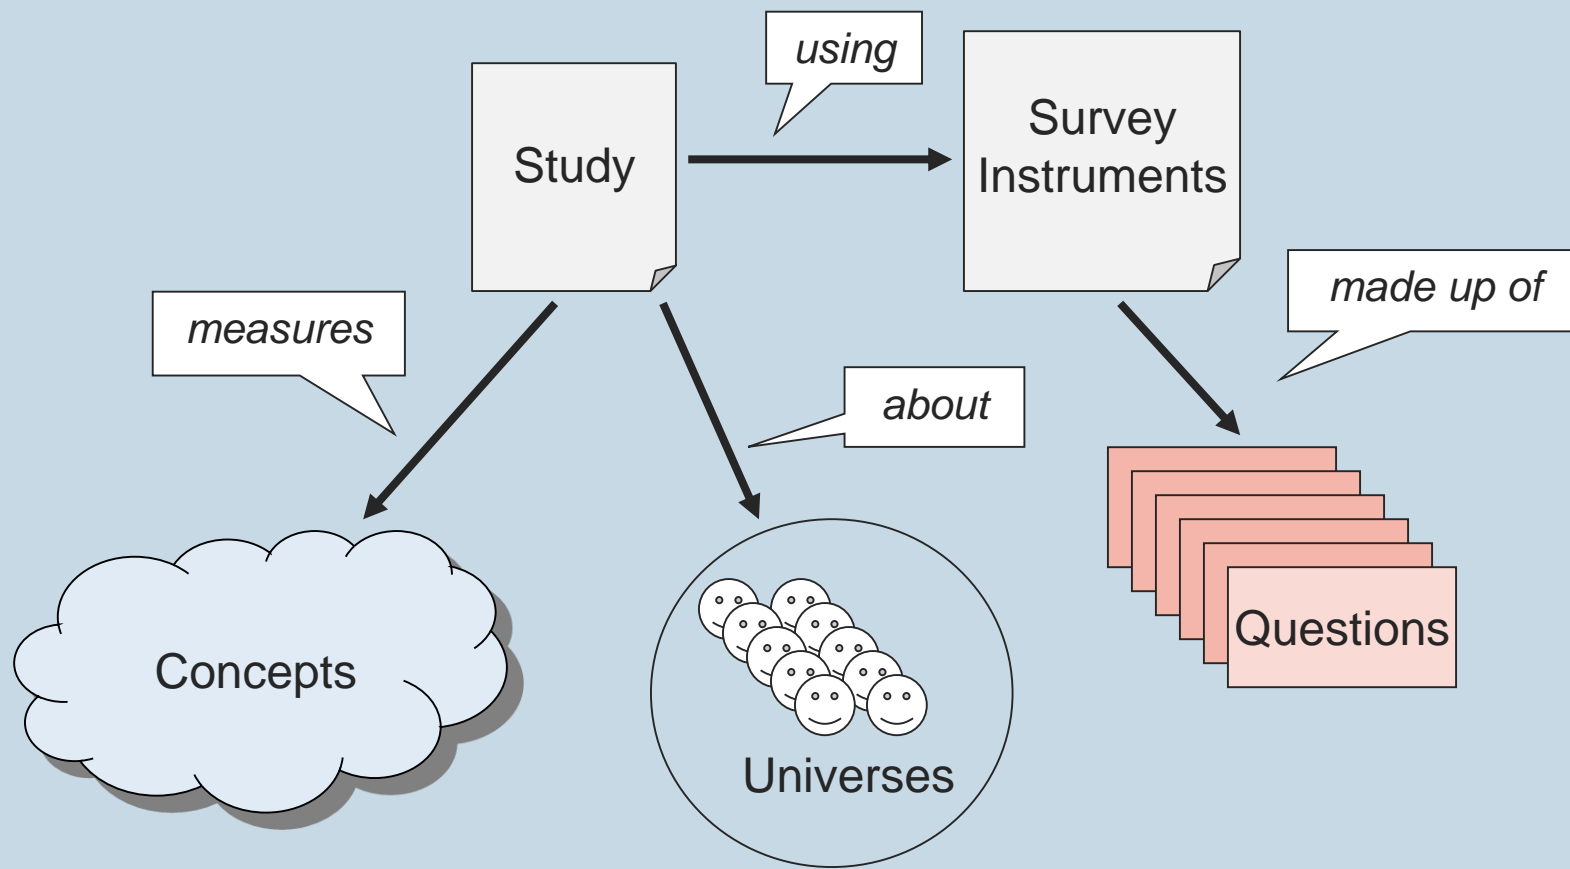 using
Study
Survey
Instruments
measures
about
made up of
Concepts
Universes
Questions